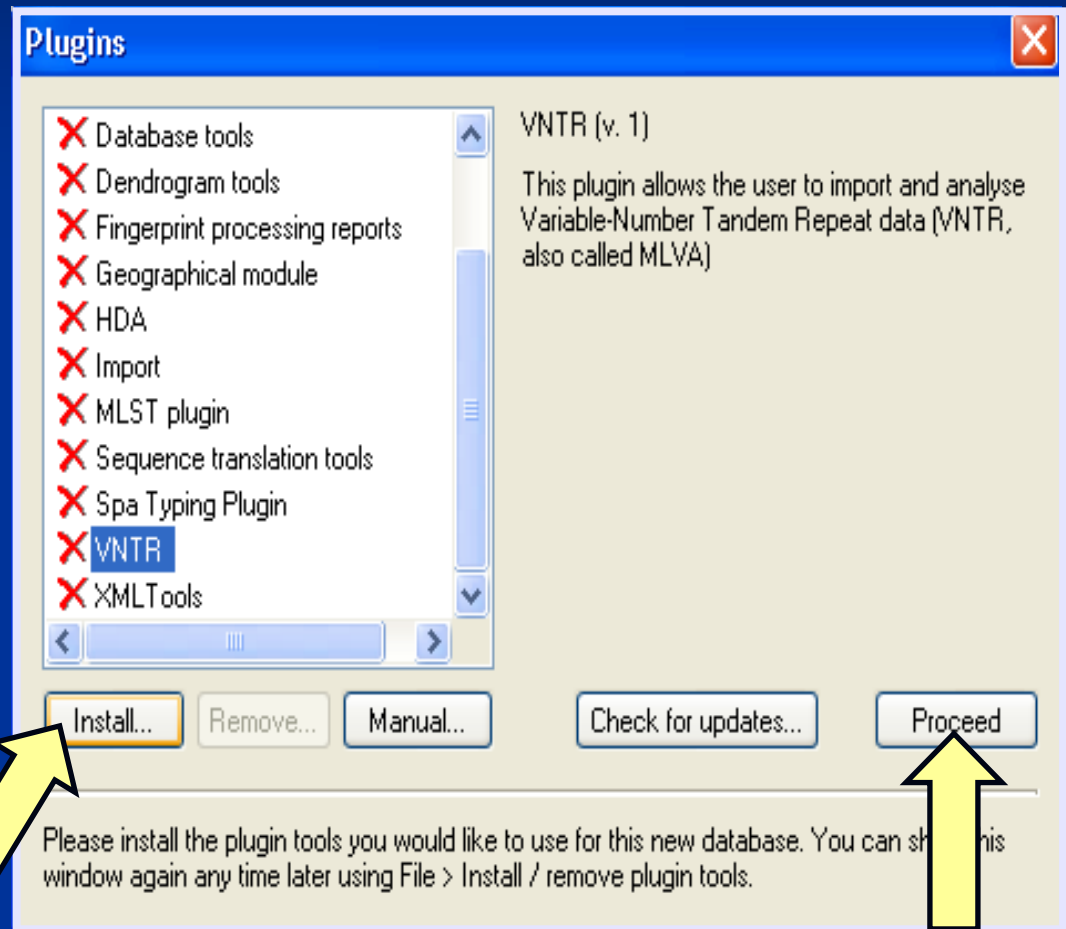 Plugins
Database tools
Dendrogram tools
Fingerprint processing reports
Geographical module
HDA
Import
MLST plugin
Sequence translation tools
Spa Typing Plugin
VNTR
XMLTools
VNTR (v. 1)
This plugin allows the user to import and analyse
Variable-Number Tandem Repeat data (VNTR,
also called MLVA)
Install...
Remove...
Manual...
Check for updates...
Proceed
Please install the plugin tools you would like to use for this new database. You can
window again any time later using File > Install / remove plugin tools.